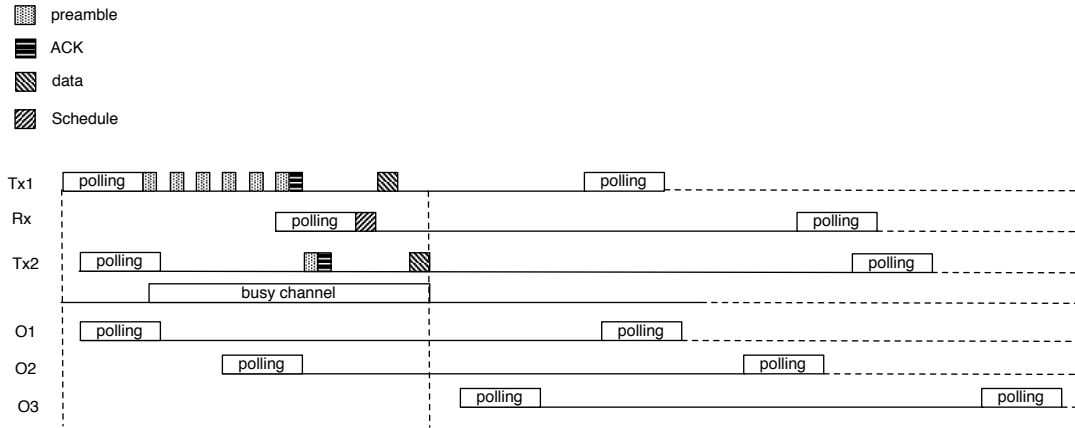 preamble
ACK
data
Schedule
Tx1 polling polling
Rx polling polling
Tx2 polling polling
busy channel
O1 polling polling
O2 polling polling
O3 polling polling